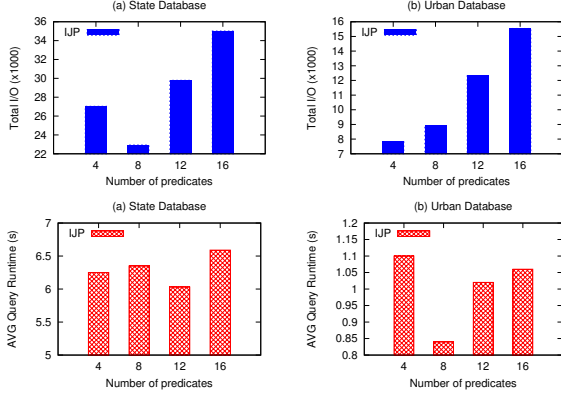 (a) State Database
IJP
Total I/O (x1000)
36
34
32
30
28
26
24
22
4 8 12 16
Number of predicates
(b) Urban Database
IJP
Total I/O (x1000)
16
15
14
13
12
11
10
9
8
7
4 8 12 16
Number of predicates
(a) State Database
IJP
AVG Query Runtime (s)
7
6.5
6
5.5
5
4 8 12 16
Number of predicates
(b) Urban Database
IJP
AVG Query Runtime (s)
1.2
1.15
1.1
1.05
1
0.95
0.9
0.85
0.8
4 8 12 16
Number of predicates